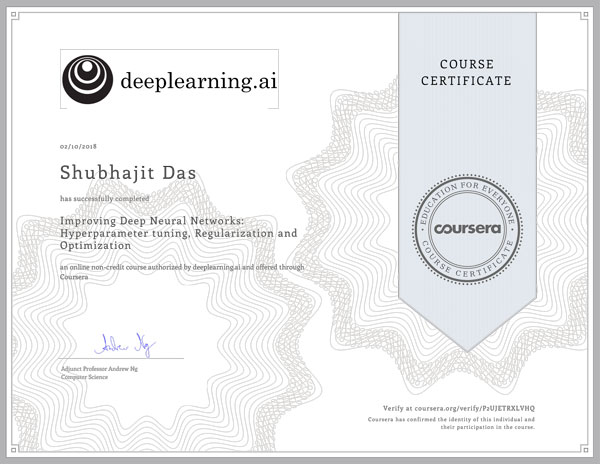 deeplearning.ai
COURSE
CERTIFICATE
02/10/2018
Shubhajit Das
has successfully completed
Improving Deep Neural Networks:
Hyperparameter tuning, Regularization and
Optimization
an online non-credit course authorized by deeplearning.ai and offered through
Coursera
EDUCATION FOR EVERYONE
coursera
COURSE CERTIFICATE
Andrew Ng
Adjunct Professor Andrew Ng
Computer Science
Verify at coursera.org/verify/P2UJETRXLVHQ
Coursera has confirmed the identity of this individual and
their participation in the course.